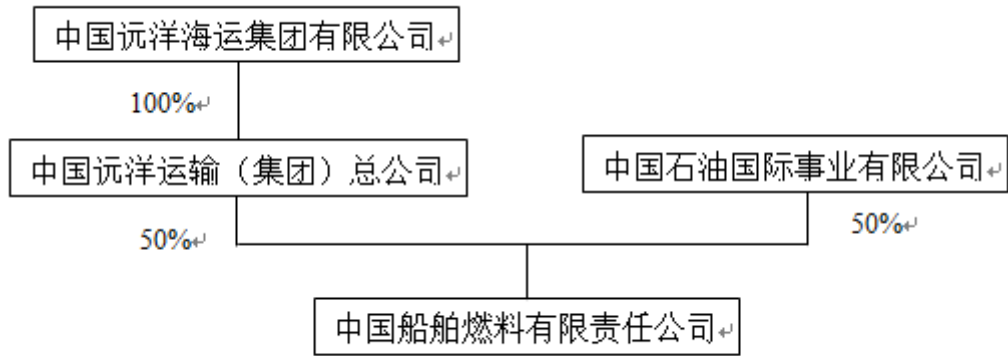 中国远洋海运集团有限公司
100%
中国远洋运输（集团）总公司
中国石油国际事业有限公司
50%
50%
中国船舶燃料有限责任公司